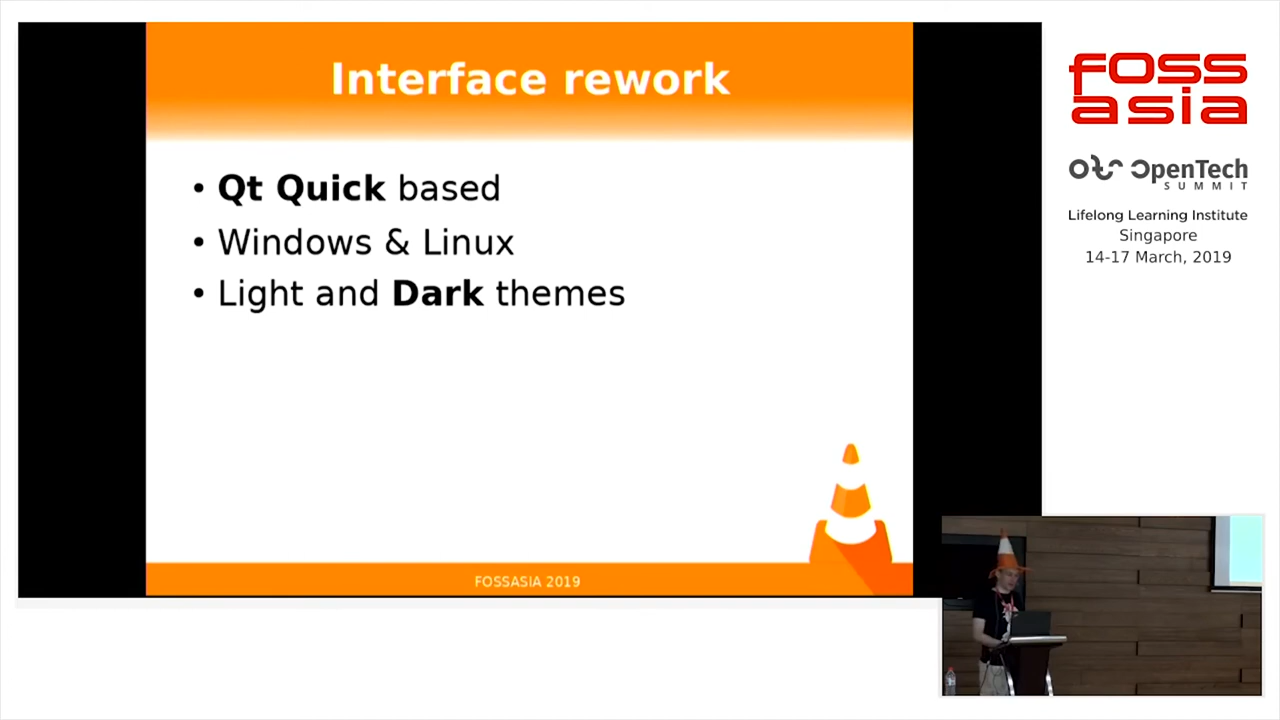 Interface rework
• Qt Quick based
• Windows & Linux
• Light and Dark themes
FOSSASIA 2019
fOSS
asia
OpenTech
SUMMIT
Lifelong Learning Institute
Singapore
14-17 March, 2019